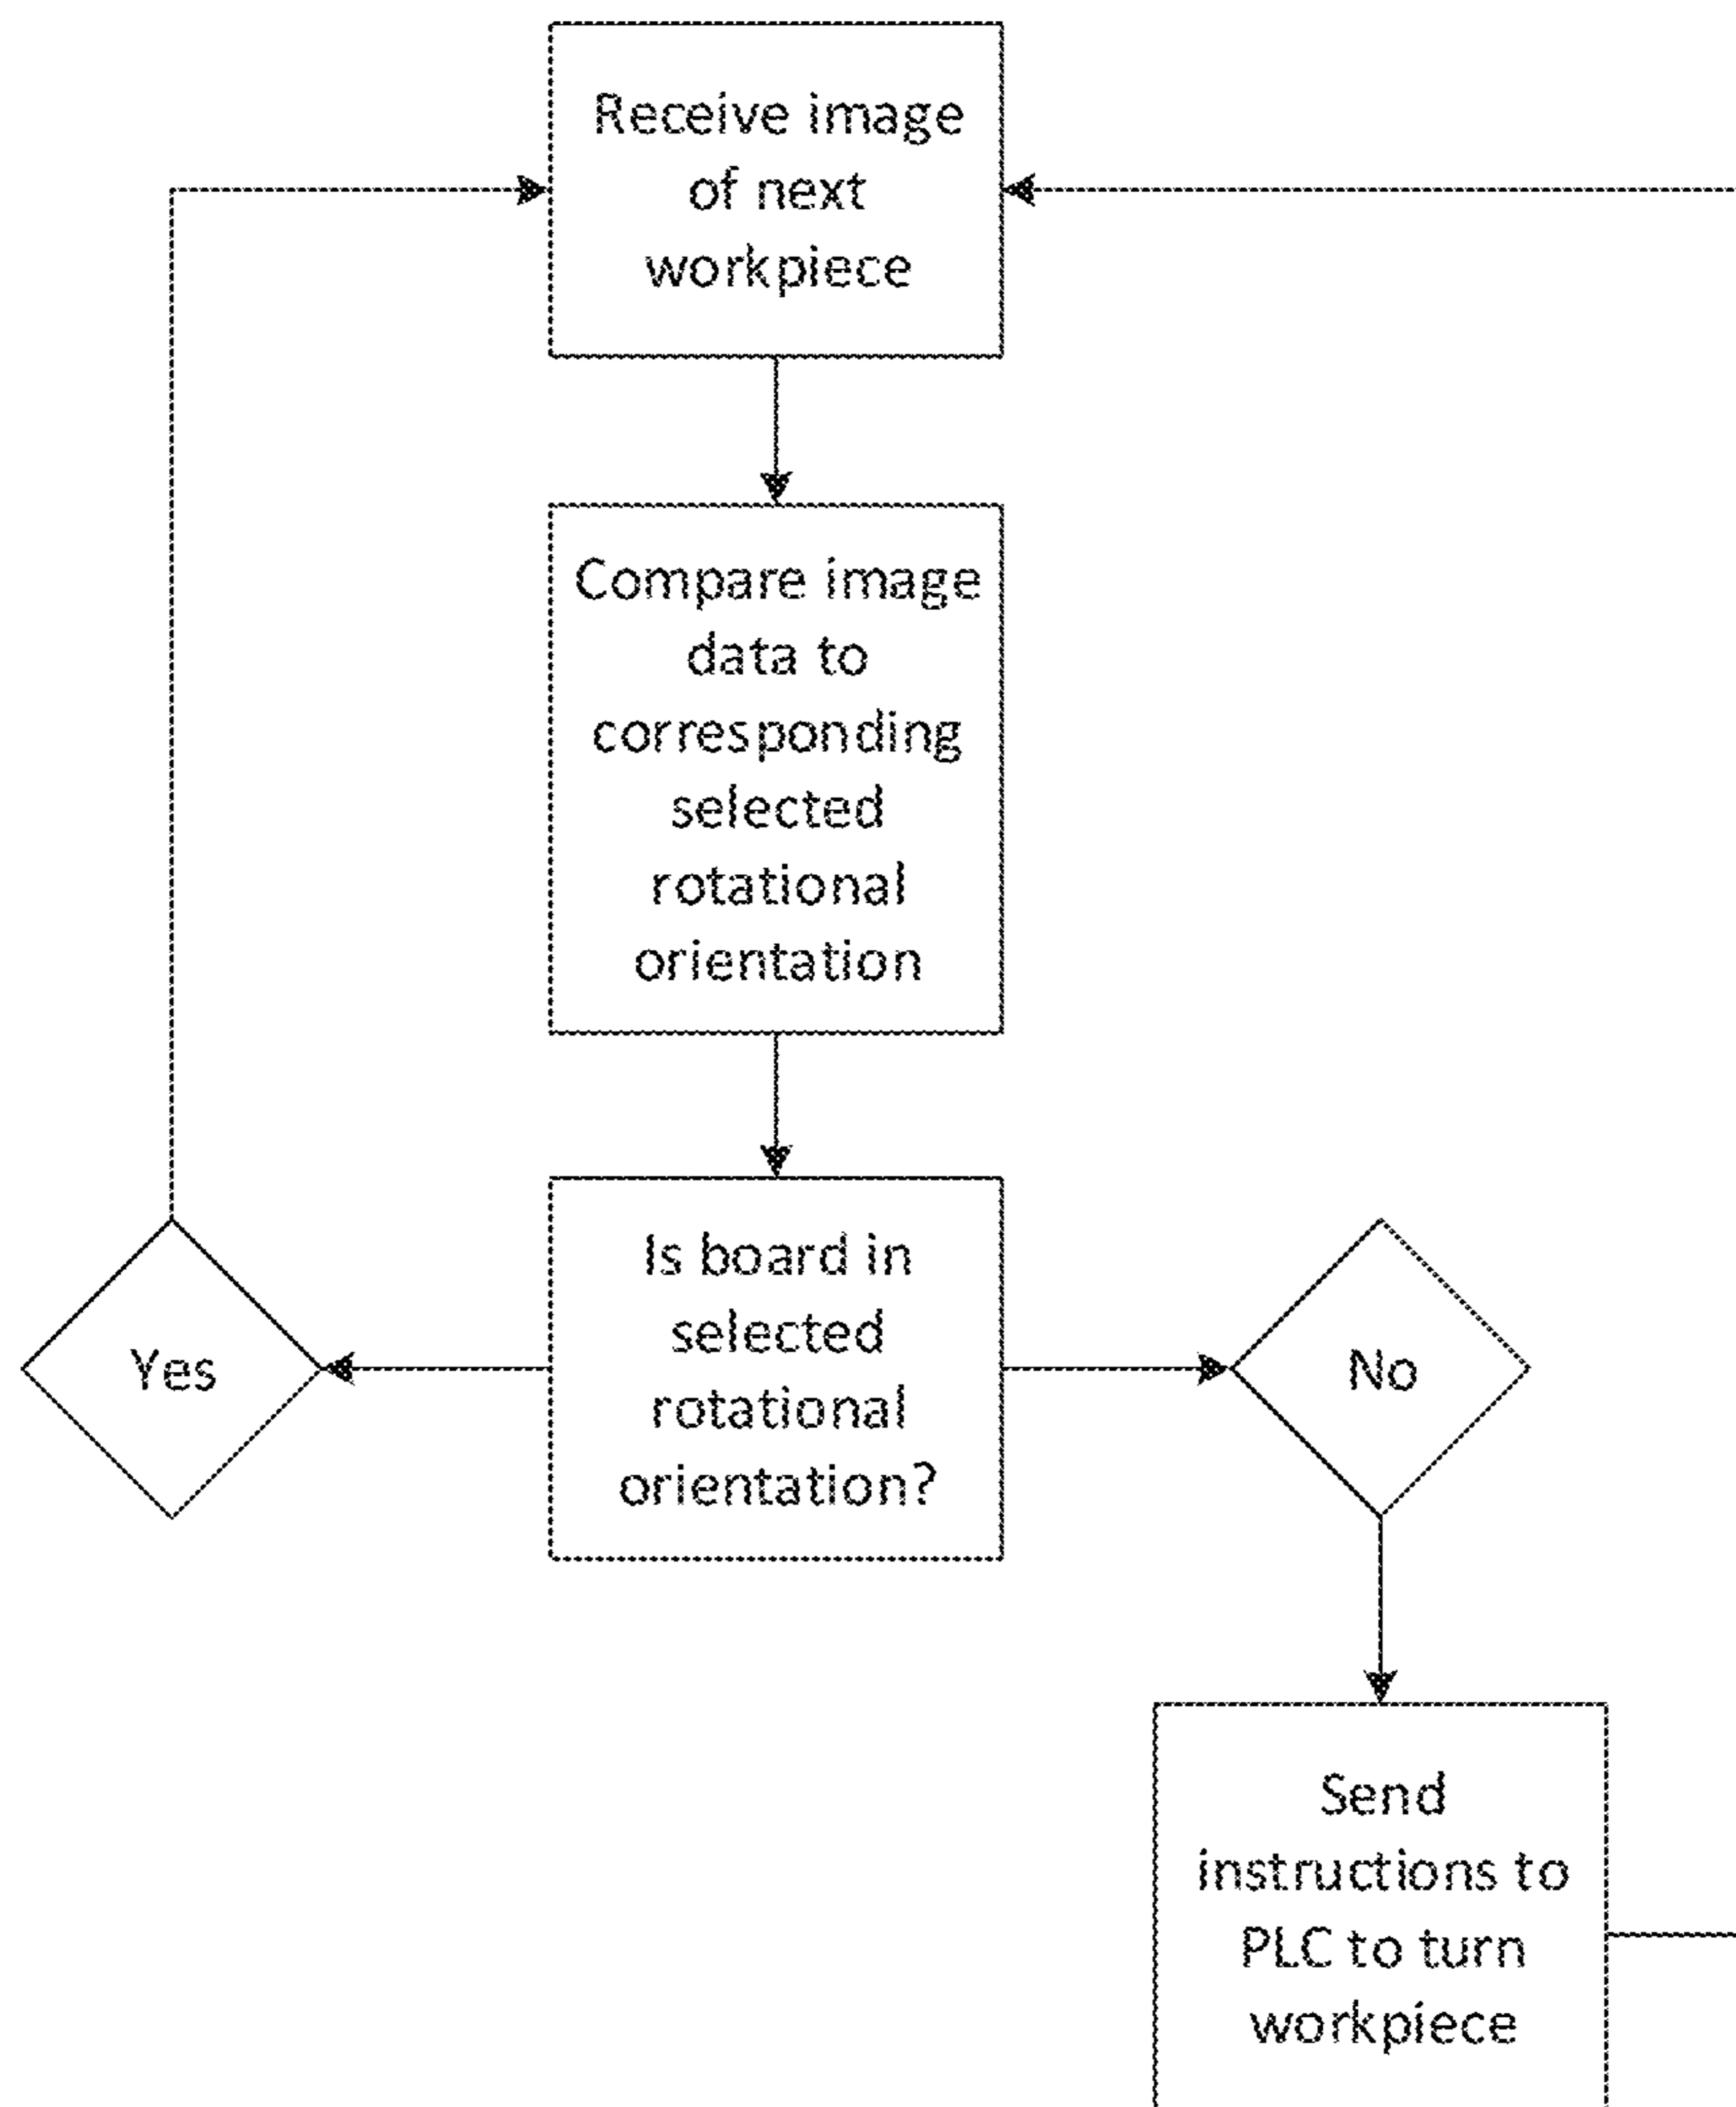 Receive image
of next
workpiece
Compare image
data to
corresponding
selected
rotational
orientation
Is board in
selected
rotational
orientation?
Yes
No
Send
instructions to
PLC to turn
workpiece